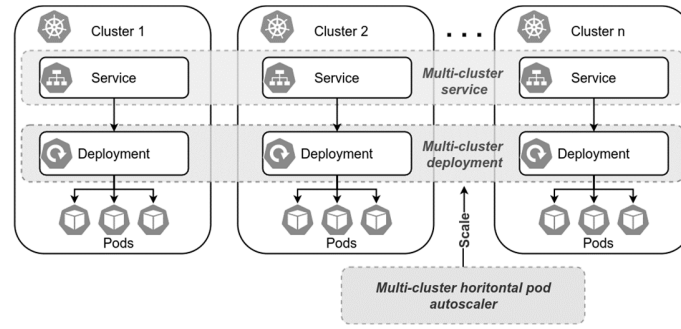 Cluster 1
Cluster 2
. . .
Cluster n
Service
Service
Multi-cluster
service
Service
Deployment
Deployment
Multi-cluster
deployment
Deployment
Pods
Pods
Scale
Pods
Multi-cluster horitontal pod
autoscaler